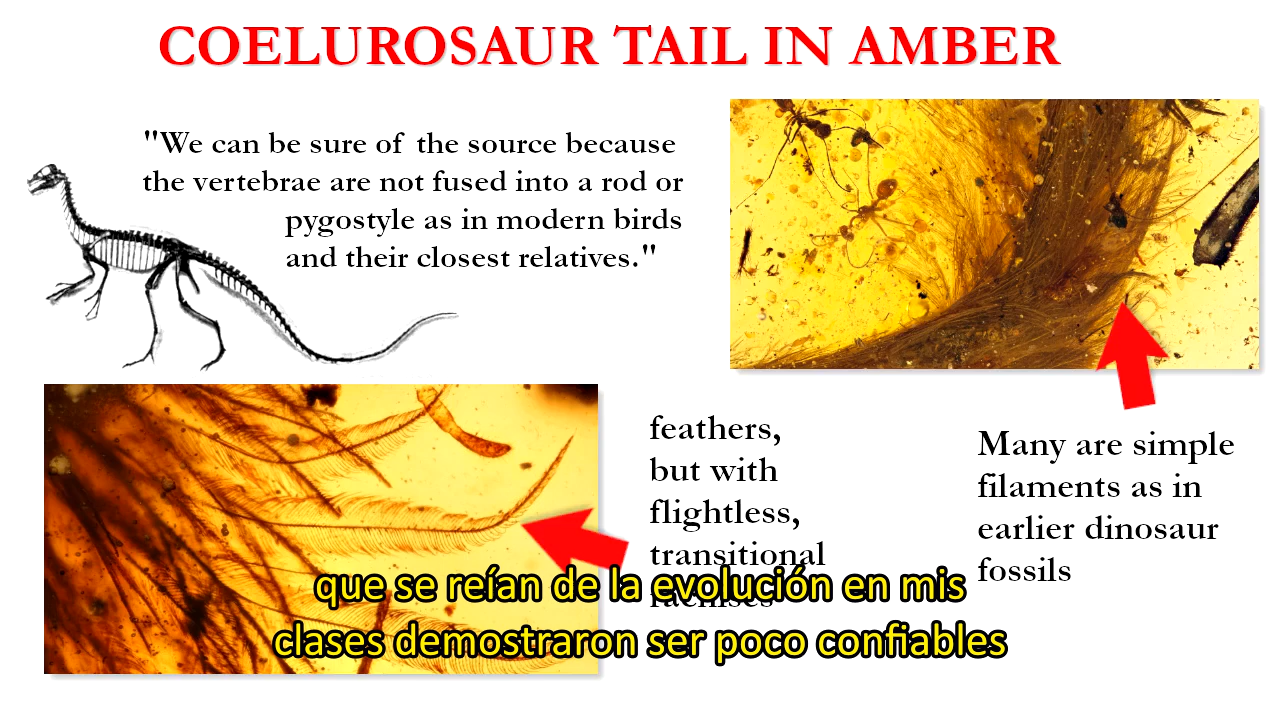 COELUROSAUR TAIL IN AMBER
"We can be sure of the source because
the vertebrae are not fused into a rod or
pygostyle as in modern birds
and their closest relatives."
feathers,
but with
flightless,
transitional
Many are simple
filaments as in
earlier dinosaur
fossils
que se reían de la evolución en mis
clases demostraron ser poco confiables